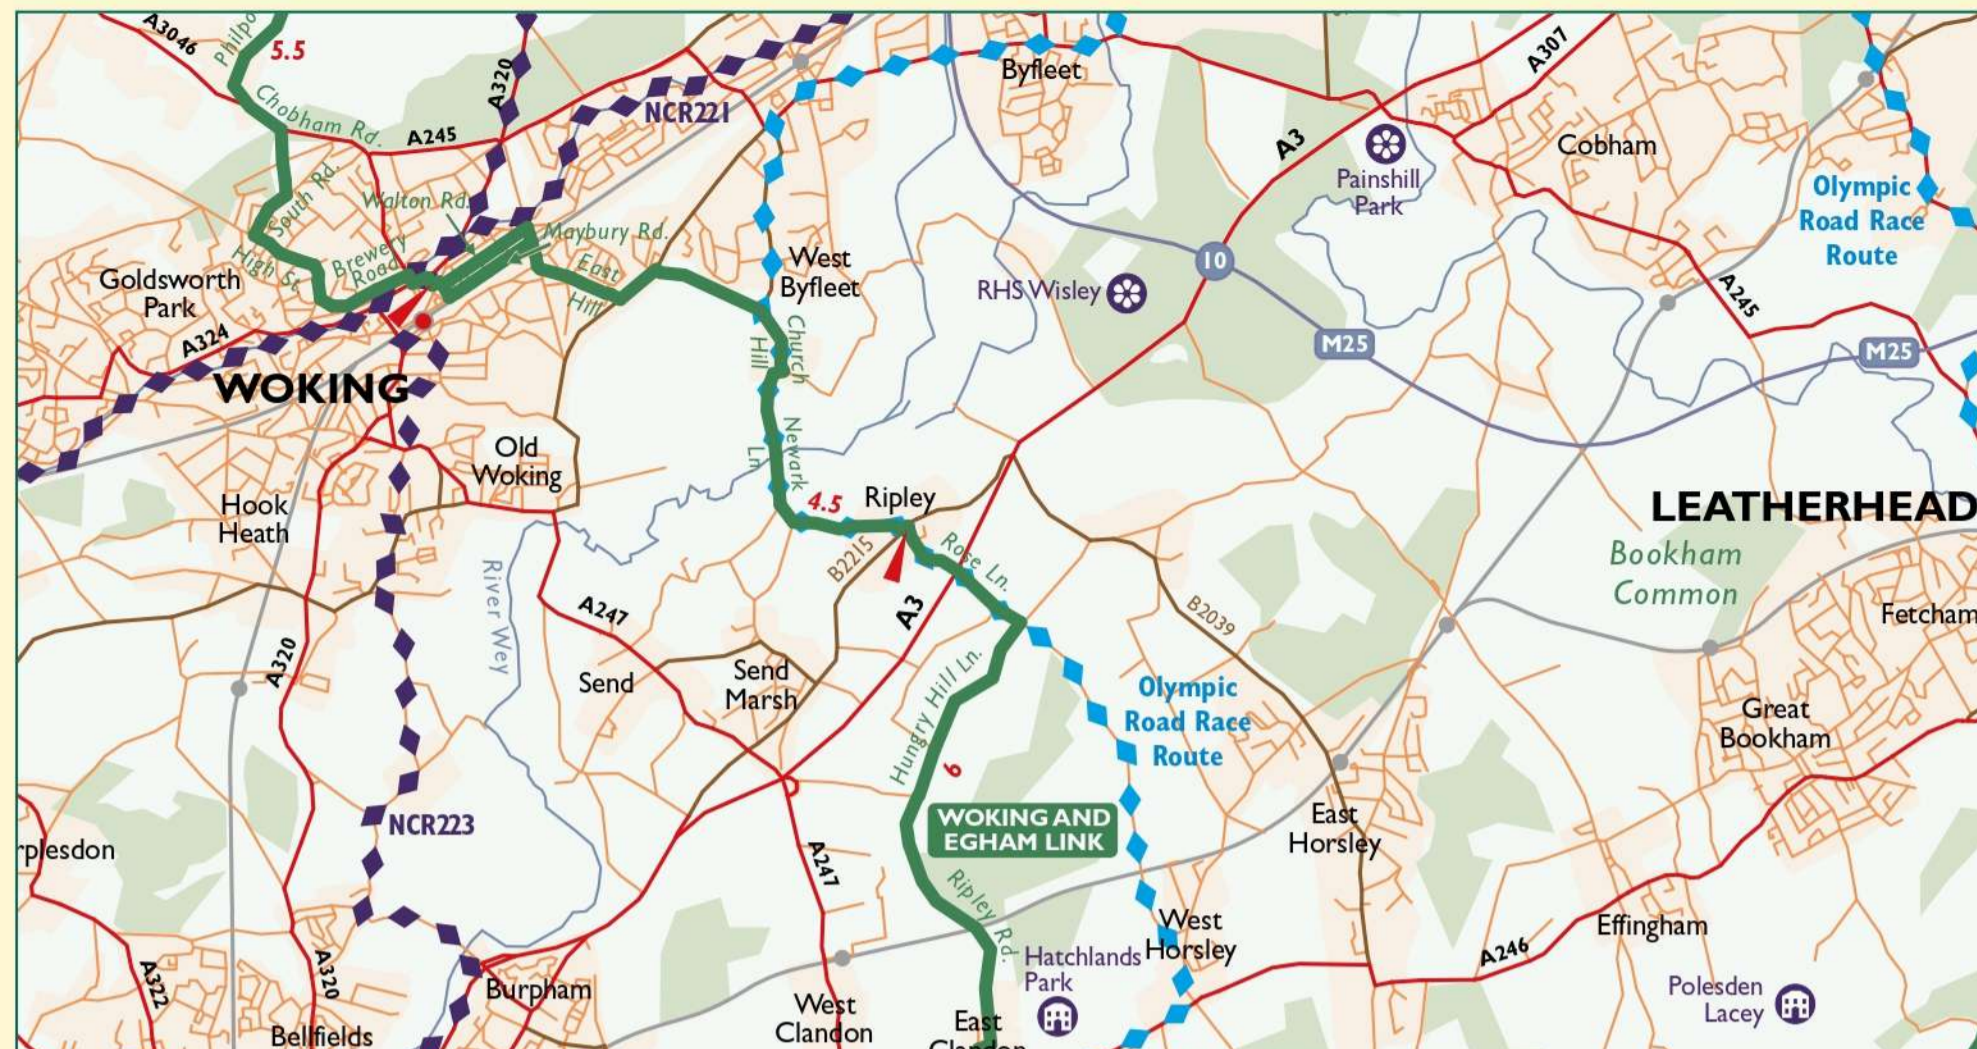 A3046
Philpo
5.5
A320
Chobham Rd.
A245
NCR221
Byfleet
A307
A3
Cobham
Painshill
Park
Olympic
Road Race
Route
South Rd.
Walton Rd.
Maybury Rd.
High St.
Brewery
Road
East
Hill
Goldsworth
Park
A324
West
Byfleet
RHS Wisley
10
M25
A245
M25
WOKING
Church
Hill
Old
Woking
Newark
Ln
Hook
Heath
4.5
Ripley
LEATHERHEAD
Bookham
Common
B2215
Rose Ln.
River Wey
A247
A3
B2039
Fetcham
A320
Send
Send
Marsh
Hungry Hill Ln.
Olympic
Road Race
Route
Great
Bookham
6
WOKING AND
EGHAM LINK
East
Horsley
NCR223
rplesdon
A247
Ripley Rd.
West
Horsley
Effingham
A246
Hatchlands
Park
A322
A320
Burpham
Polesden
Lacey
West
Clandon
East
Clandon
Bellfields